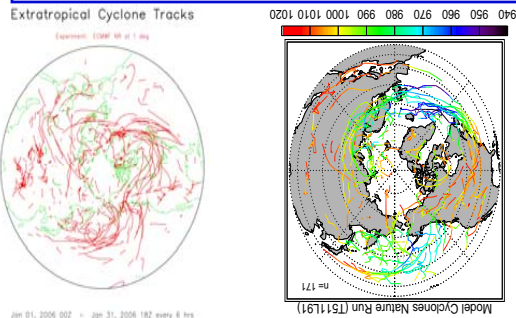 Extratropical Cyclone Tracks
Experiment: ECMWF NR at 1 deg
Jan 01, 2006 00Z - Jan 31, 2006 18Z every 6 hrs
Model Cyclones Nature Run (T511L91)
n=171
940 950 960 970 980 990 1000 1010 1020